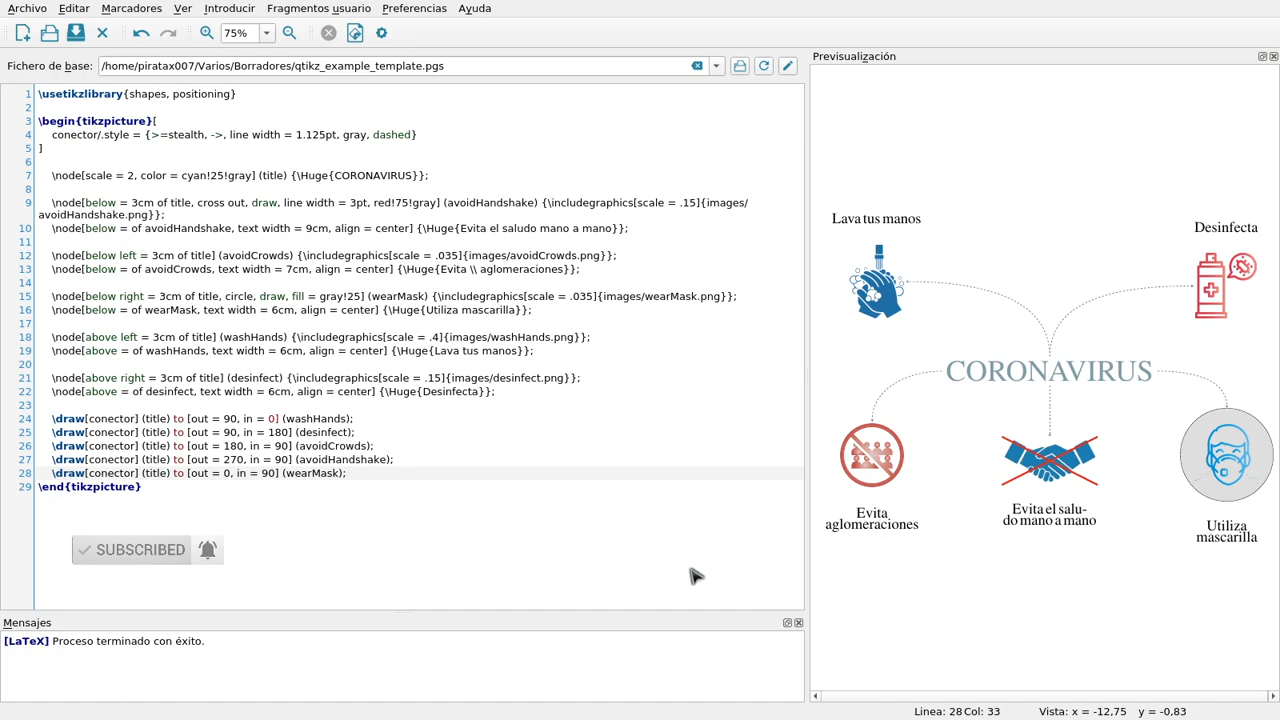 Archivo Editar Marcadores Ver Introducir Fragmentos usuario Preferencias Ayuda
75%
Fichero de base: /home/piratax007/Varios/Borradores/qtikz_example_template.pgs
1 \usetikzlibrary{shapes, positioning}
2
3 \begin{tikzpicture}[
4 conector/.style = {>=stealth, ->, line width = 1.125pt, gray, dashed}
5 ]
6
7 \node[scale = 2, color = cyan!25!gray] (title) {\Huge{CORONAVIRUS}};
8
9 \node[below = 3cm of title, cross out, draw, line width = 3pt, red!75!gray] (avoidHandshake) {\includegraphics[scale = .15]{images/
avoidHandshake.png}};
10 \node[below = of avoidHandshake, text width = 9cm, align = center] {\Huge{Evita el saludo mano a mano}};
11
12 \node[below left = 3cm of title] (avoidCrowds) {\includegraphics[scale = .035]{images/avoidCrowds.png}};
13 \node[below = of avoidCrowds, text width = 7cm, align = center] {\Huge{Evita \\ aglomeraciones}};
14
15 \node[below right = 3cm of title, circle, draw, fill = gray!25] (wearMask) {\includegraphics[scale = .035]{images/wearMask.png}};
16 \node[below = of wearMask, text width = 6cm, align = center] {\Huge{Utiliza mascarilla}};
17
18 \node[above left = 3cm of title] (washHands) {\includegraphics[scale = .4]{images/washHands.png}};
19 \node[above = of washHands, text width = 6cm, align = center] {\Huge{Lava tus manos}};
20
21 \node[above right = 3cm of title] (desinfect) {\includegraphics[scale = .15]{images/desinfect.png}};
22 \node[above = of desinfect, text width = 6cm, align = center] {\Huge{Desinfecta}};
23
24 \draw[conector] (title) to [out = 90, in = 0] (washHands);
25 \draw[conector] (title) to [out = 90, in = 180] (desinfect);
26 \draw[conector] (title) to [out = 180, in = 90] (avoidCrowds);
27 \draw[conector] (title) to [out = 270, in = 90] (avoidHandshake);
28 \draw[conector] (title) to [out = 0, in = 90] (wearMask);
29 \end{tikzpicture}
SUBSCRIBED
Mensajes
[LaTeX] Proceso terminado con éxito.
Previsualización
Lava tus manos
Desinfecta
CORONAVIRUS
Evita
aglomeraciones
Evita el salu-
do mano a mano
Utiliza
mascarilla
Linea: 28 Col: 33 Vista: x = -12,75 y = -0,83